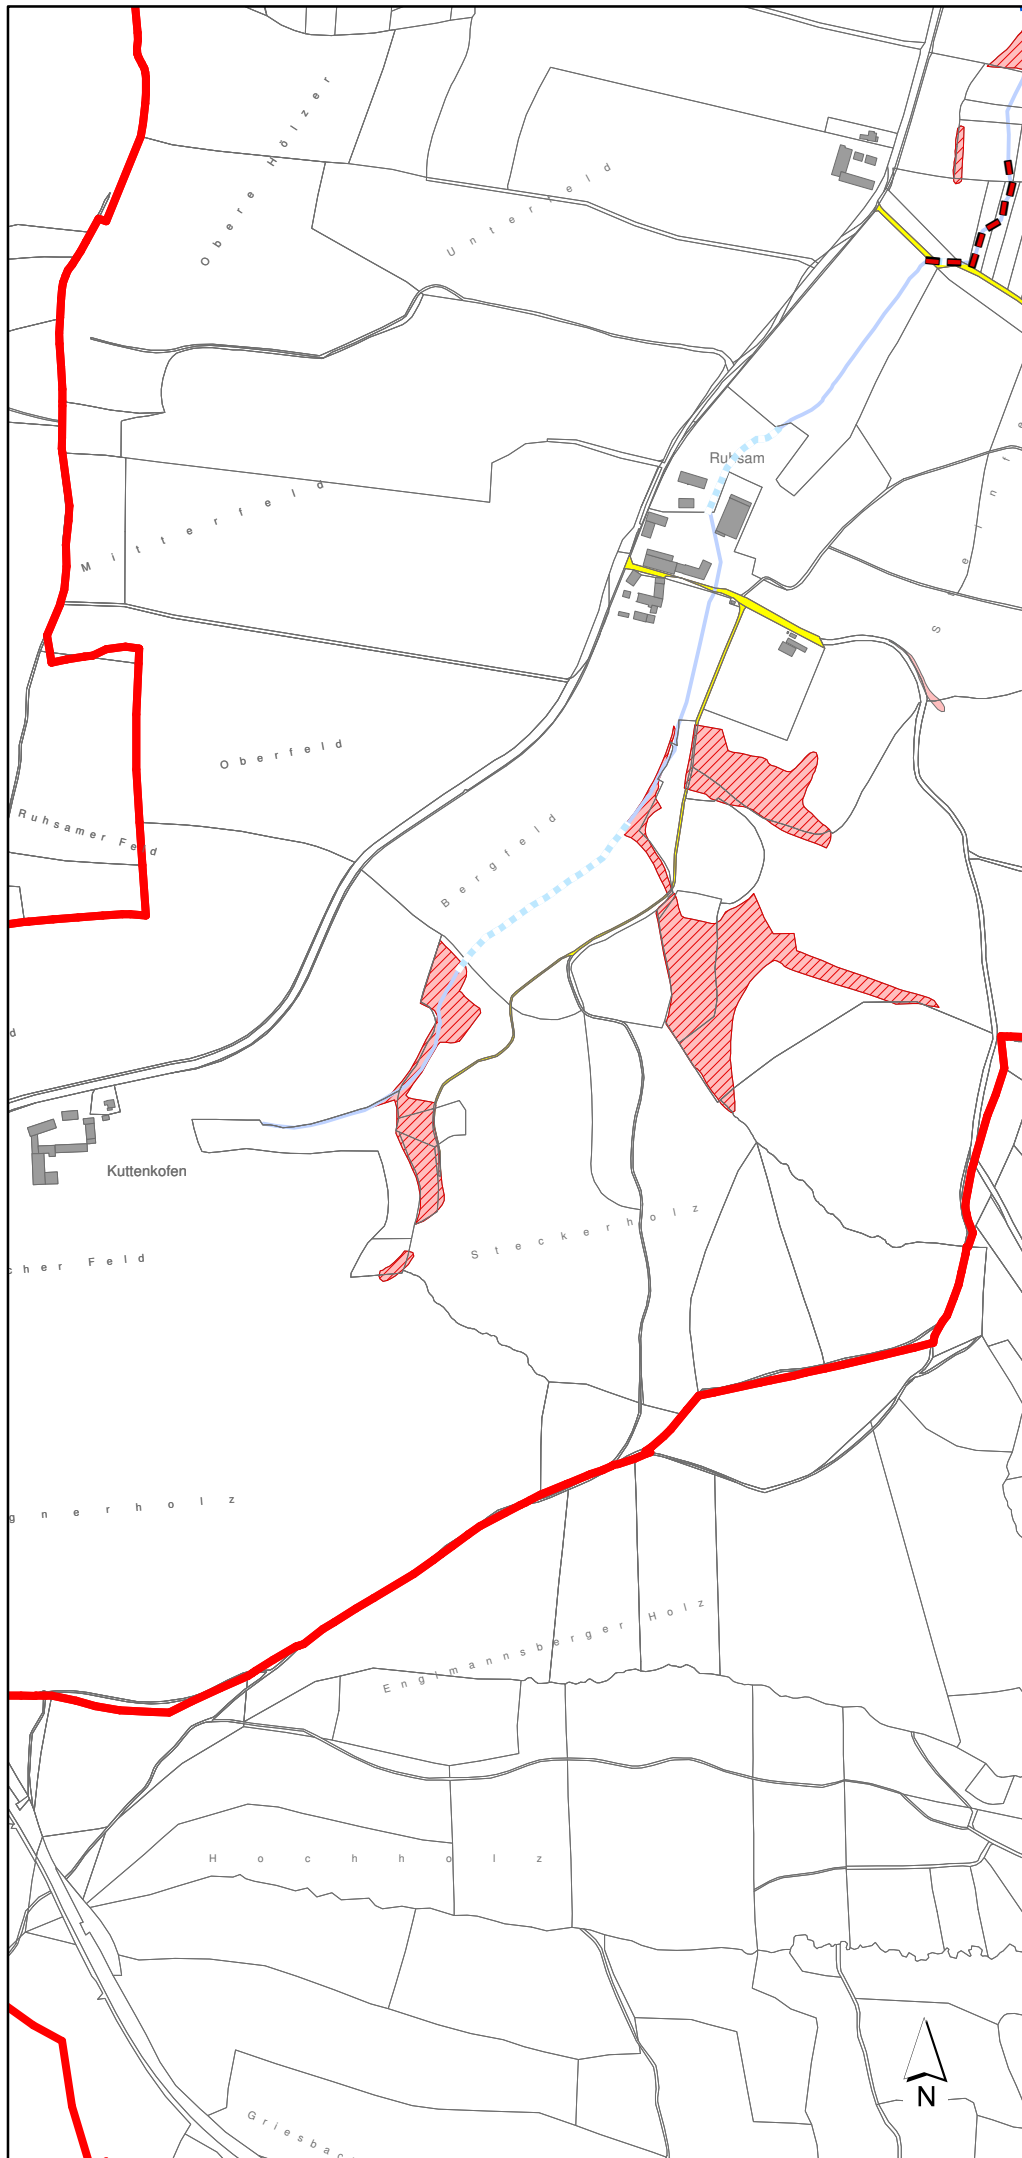 Obere Hölzer
Unterfeld
Ruhsam
Mitterfeld
Oberfeld
Ruhsamer Feld
Bergfeld
d
Kuttenkofen
Steckerholz
cher Feld
gnerholz
Englmannsberger Holz
Hochholz
N